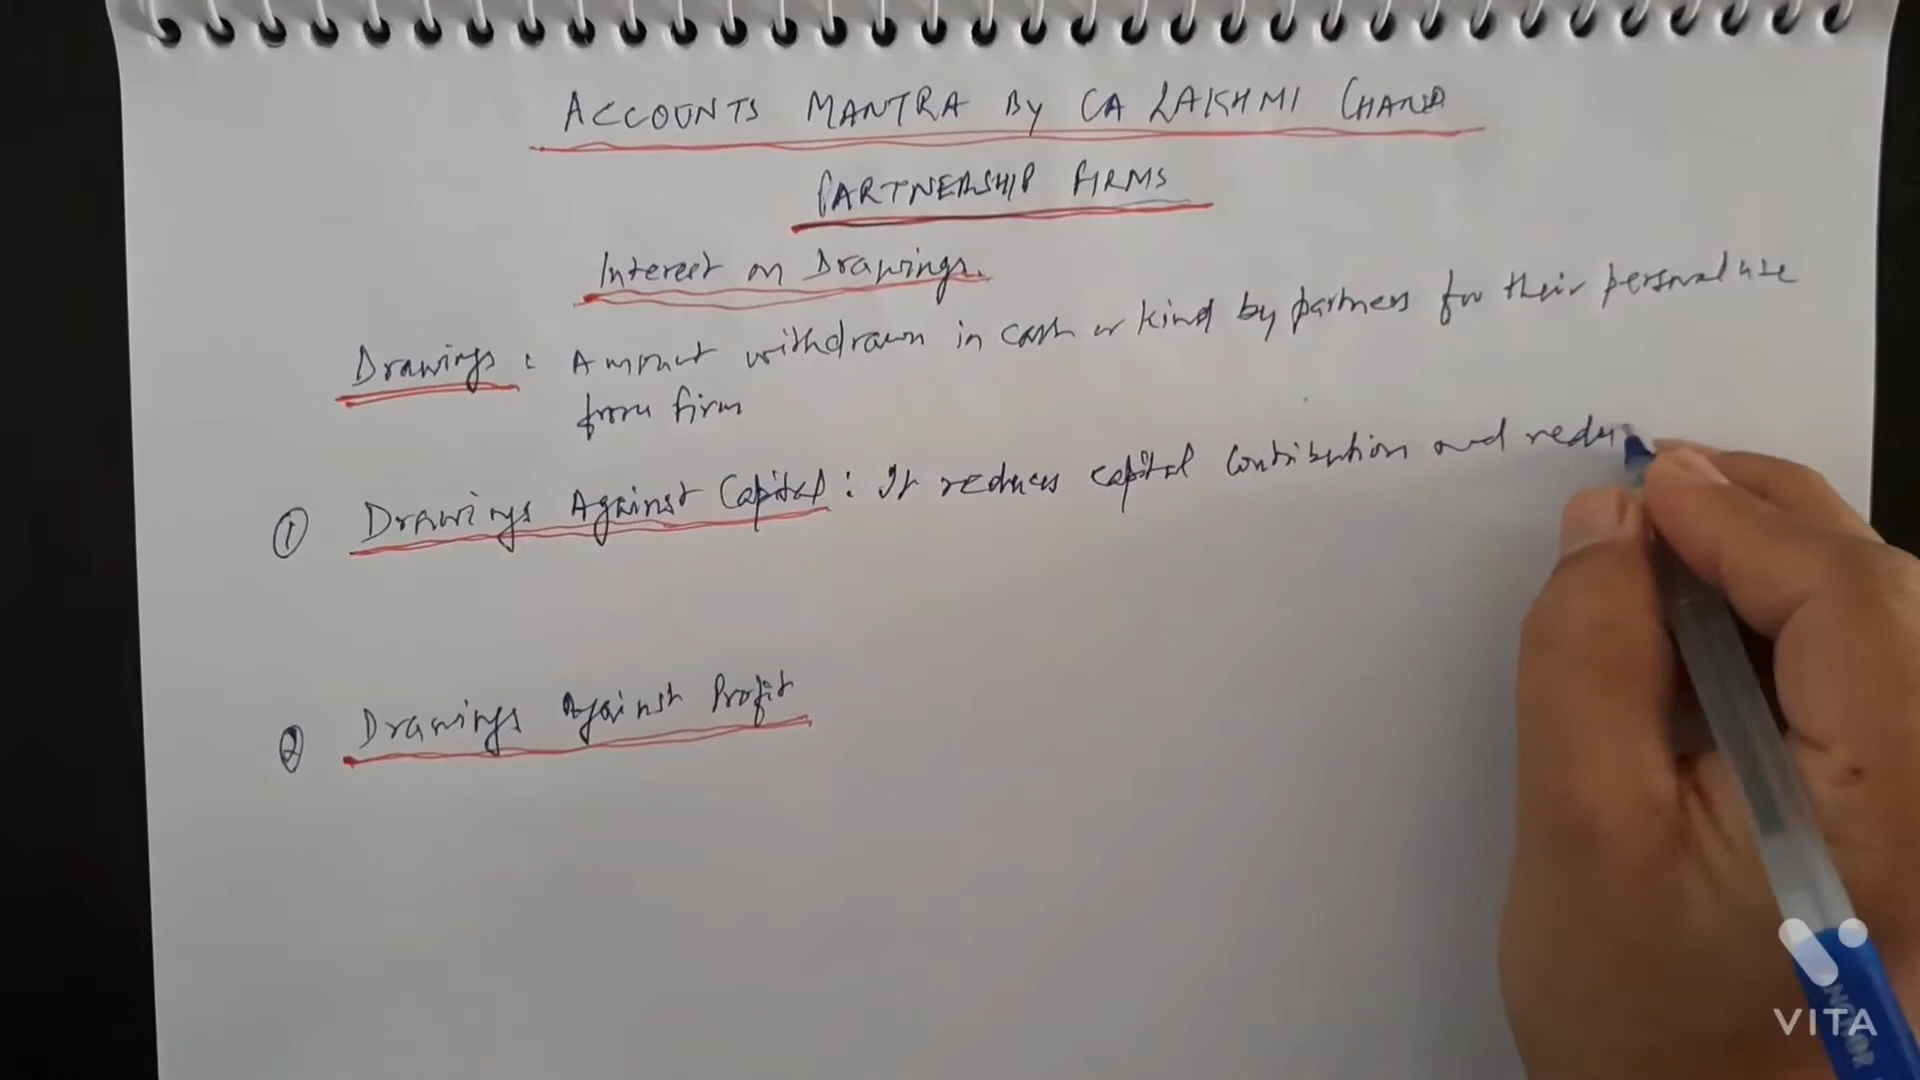 ACCOUNTS MANTRA By CA LAKHMI CHAND
PARTNERSHIP FIRMS
Interest on Drawings.
Drawings : Amount withdrawn in cash or kind by partners for their personal use
from firm
① Drawings Against Capital : It reduces capital contribution and redu
② Drawings Against Profit
VITA